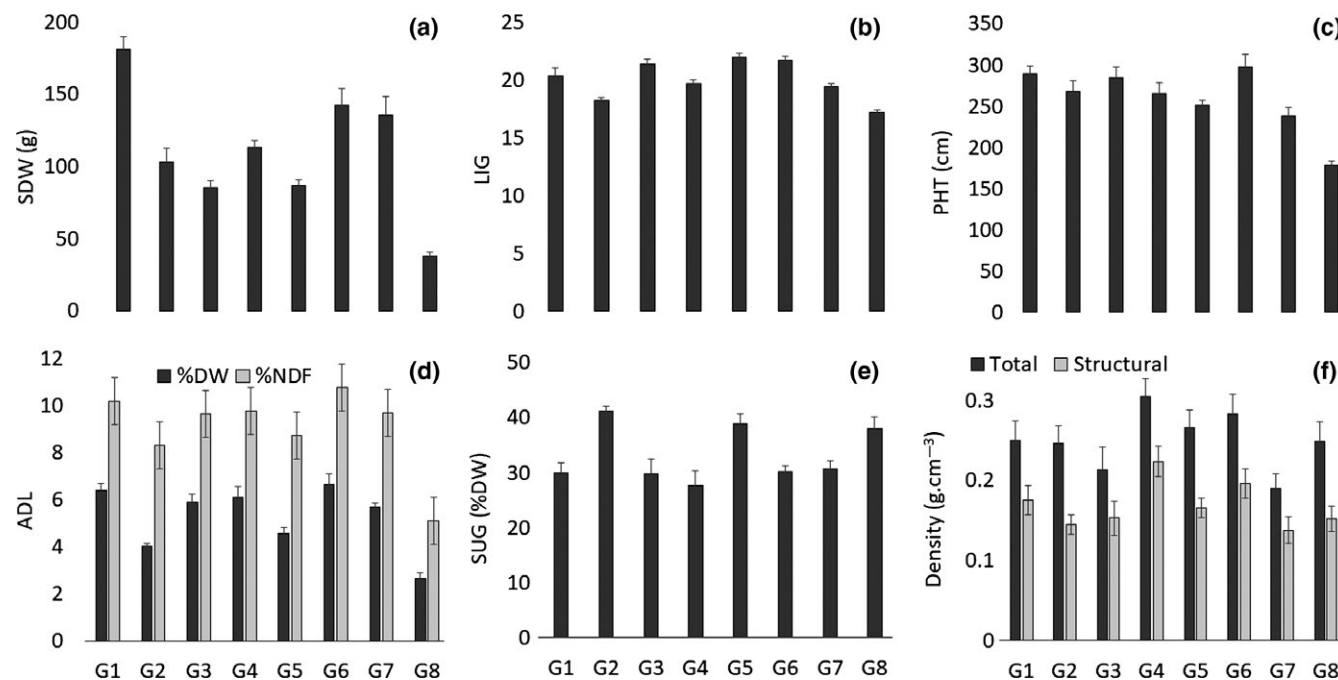 (a)
SDW (g)
200
150
100
50
0
(b)
LIG
25
20
15
10
5
0
(c)
PHT (cm)
350
300
250
200
150
100
50
0
(d)
%DW %NDF
ADL
12
10
8
6
4
2
0
G1 G2 G3 G4 G5 G6 G7 G8
(e)
SUG (%DW)
50
40
30
20
10
0
G1 G2 G3 G4 G5 G6 G7 G8
(f)
Total Structural
Density (g.cm⁻³)
0.3
0.2
0.1
0
G1 G2 G3 G4 G5 G6 G7 G8